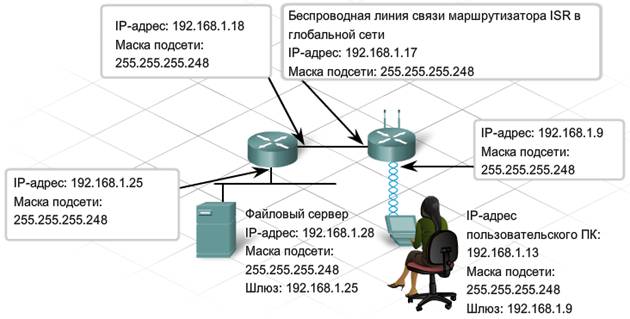 IP-адрес: 192.168.1.18
Маска подсети:
255.255.255.248
Беспроводная линия связи маршрутизатора ISR в
глобальной сети
IP-адрес: 192.168.1.17
Маска подсети: 255.255.255.248
IP-адрес: 192.168.1.9
Маска подсети:
255.255.255.248
IP-адрес: 192.168.1.25
Маска подсети:
255.255.255.248
Файловый сервер
IP-адрес: 192.168.1.28
Маска подсети:
255.255.255.248
Шлюз: 192.168.1.25
IP-адрес
пользовательского ПК:
192.168.1.13
Маска подсети:
255.255.255.248
Шлюз: 192.168.1.9